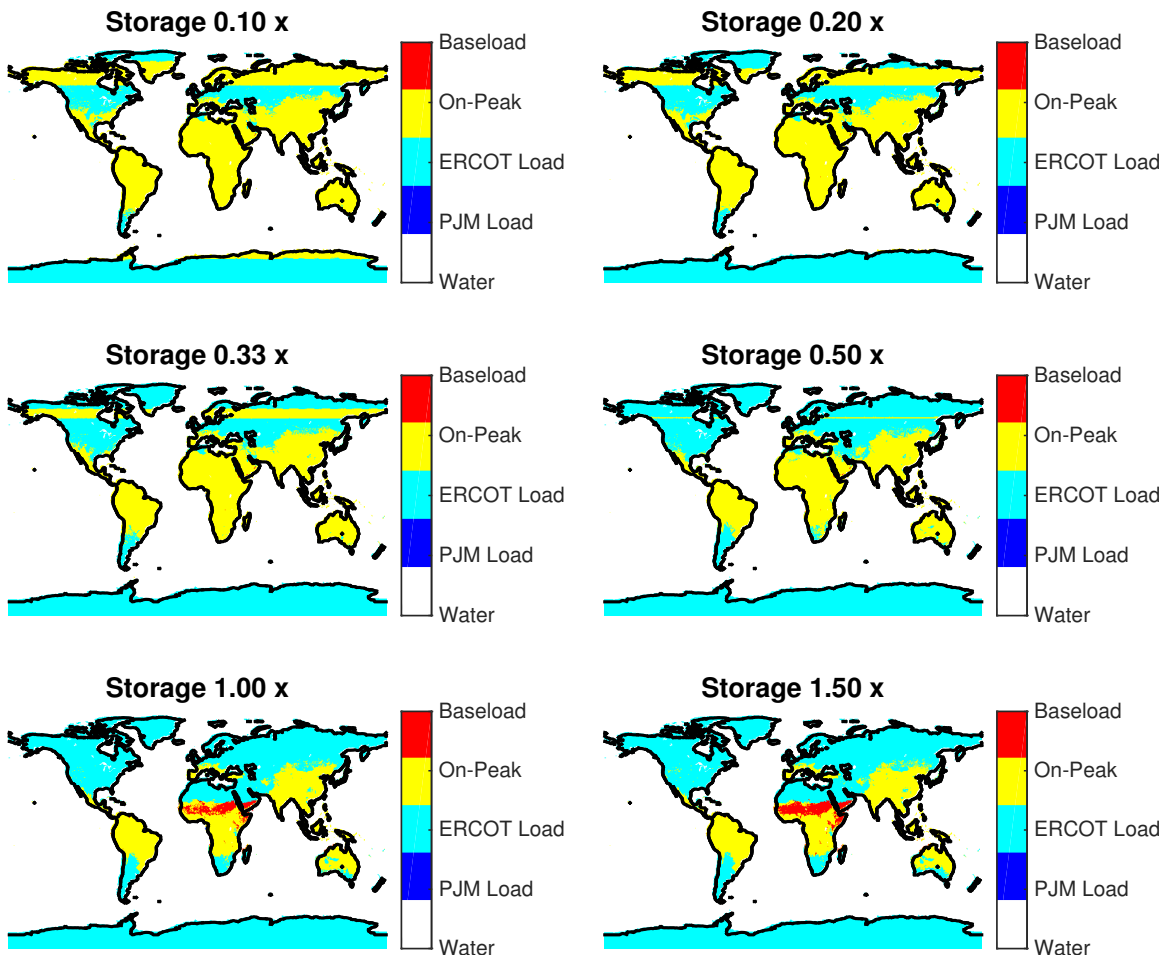 Storage 0.10 x
Baseload
On-Peak
ERCOT Load
PJM Load
Water
Storage 0.20 x
Baseload
On-Peak
ERCOT Load
PJM Load
Water
Storage 0.33 x
Baseload
On-Peak
ERCOT Load
PJM Load
Water
Storage 0.50 x
Baseload
On-Peak
ERCOT Load
PJM Load
Water
Storage 1.00 x
Baseload
On-Peak
ERCOT Load
PJM Load
Water
Storage 1.50 x
Baseload
On-Peak
ERCOT Load
PJM Load
Water